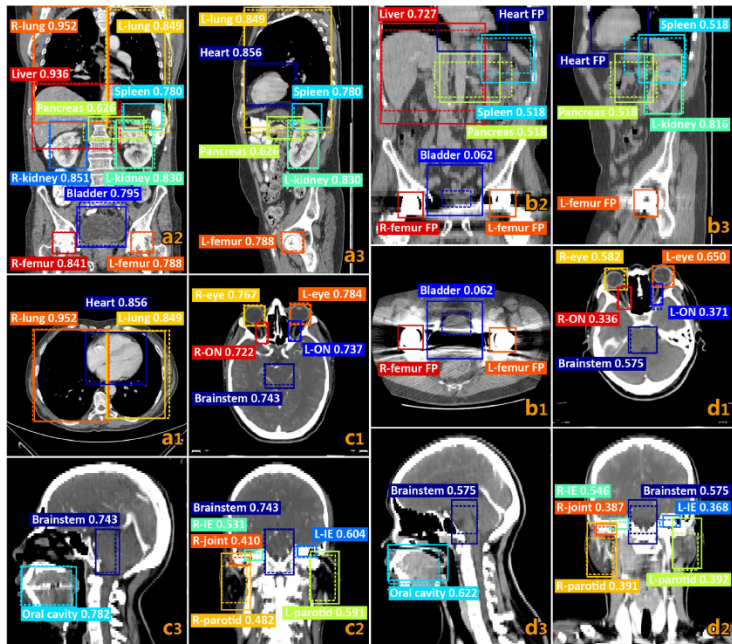 R-lung 0.952
L-lung 0.849
Liver 0.936
Spleen 0.780
Pancreas 0.626
R-kidney 0.851
L-kidney 0.830
Bladder 0.795
a2
R-femur 0.841
L-femur 0.788
L-lung 0.849
Heart 0.856
Spleen 0.780
Pancreas 0.626
L-kidney 0.830
L-femur 0.788
a3
Liver 0.727
Heart FP
Spleen 0.518
Pancreas 0.518
Bladder 0.062
b2
R-femur FP
L-femur FP
Spleen 0.518
Heart FP
Pancreas 0.518
L-kidney 0.816
L-femur FP
b3
Heart 0.856
R-lung 0.952
L-lung 0.849
a1
R-eye 0.767
L-eye 0.784
R-ON 0.722
L-ON 0.737
Brainstem 0.743
c1
Bladder 0.062
R-femur FP
L-femur FP
b1
R-eye 0.582
L-eye 0.650
R-ON 0.336
L-ON 0.371
Brainstem 0.575
d1
Brainstem 0.743
Oral cavity 0.782
c3
Brainstem 0.743
R-IE 0.531
L-IE 0.604
R-joint 0.410
L-parotid 0.591
R-parotid 0.482
c2
Brainstem 0.575
Oral cavity 0.622
d3
R-IE 0.546
Brainstem 0.575
R-joint 0.387
L-IE 0.368
L-parotid 0.392
R-parotid 0.391
d2